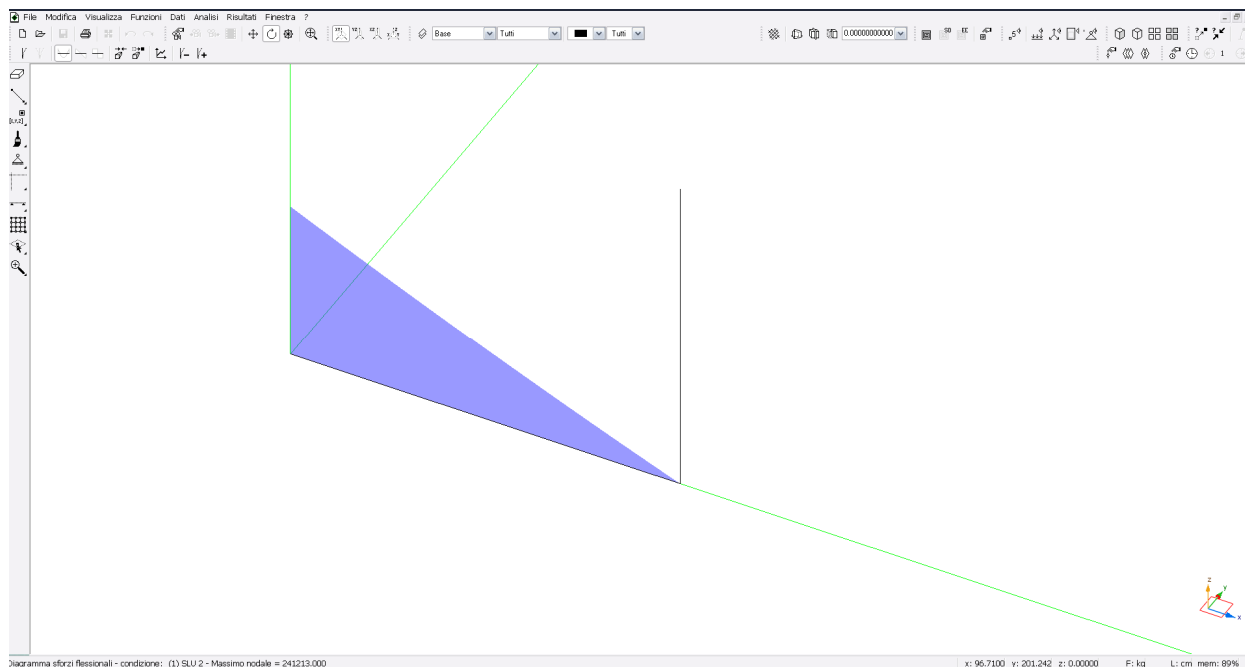 File Modifica Visualizza Funzioni Dati Analisi Risultati Finestra ?
Base Tutti Tutti 0.00000000000
1
[x,y,z]
z
y
x
Diagramma sforzi flessionali - condizione: (1) SLU 2 - Massimo nodale = 241213.000 x: 96.7100 y: 201.242 z: 0.00000 F: kg L: cm mem: 89%